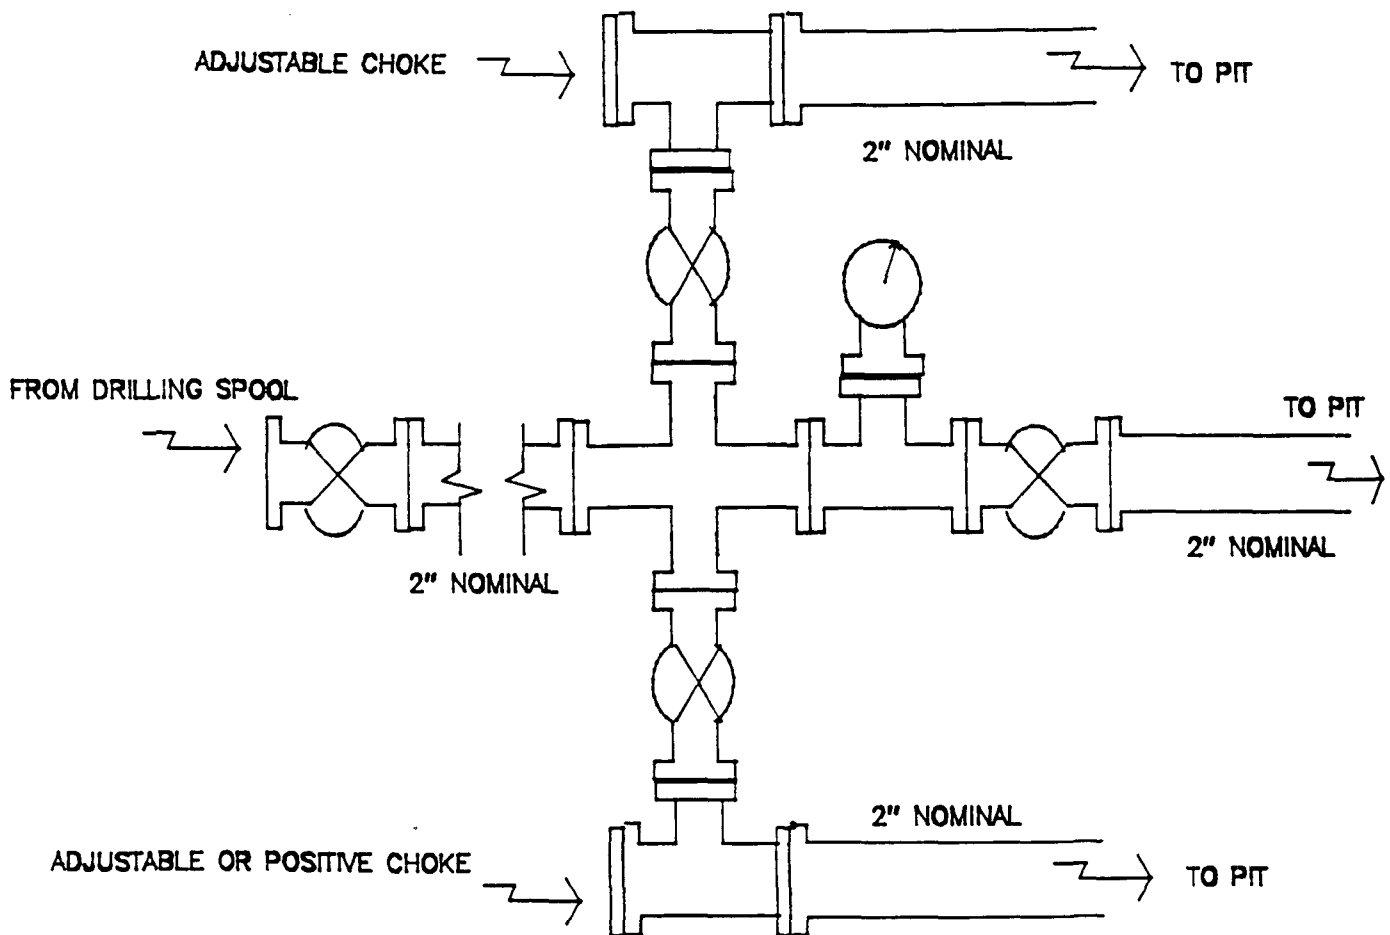 ADJUSTABLE CHOKE
TO PIT
2" NOMINAL
FROM DRILLING SPOOL
TO PIT
2" NOMINAL
2" NOMINAL
2" NOMINAL
ADJUSTABLE OR POSITIVE CHOKE
TO PIT